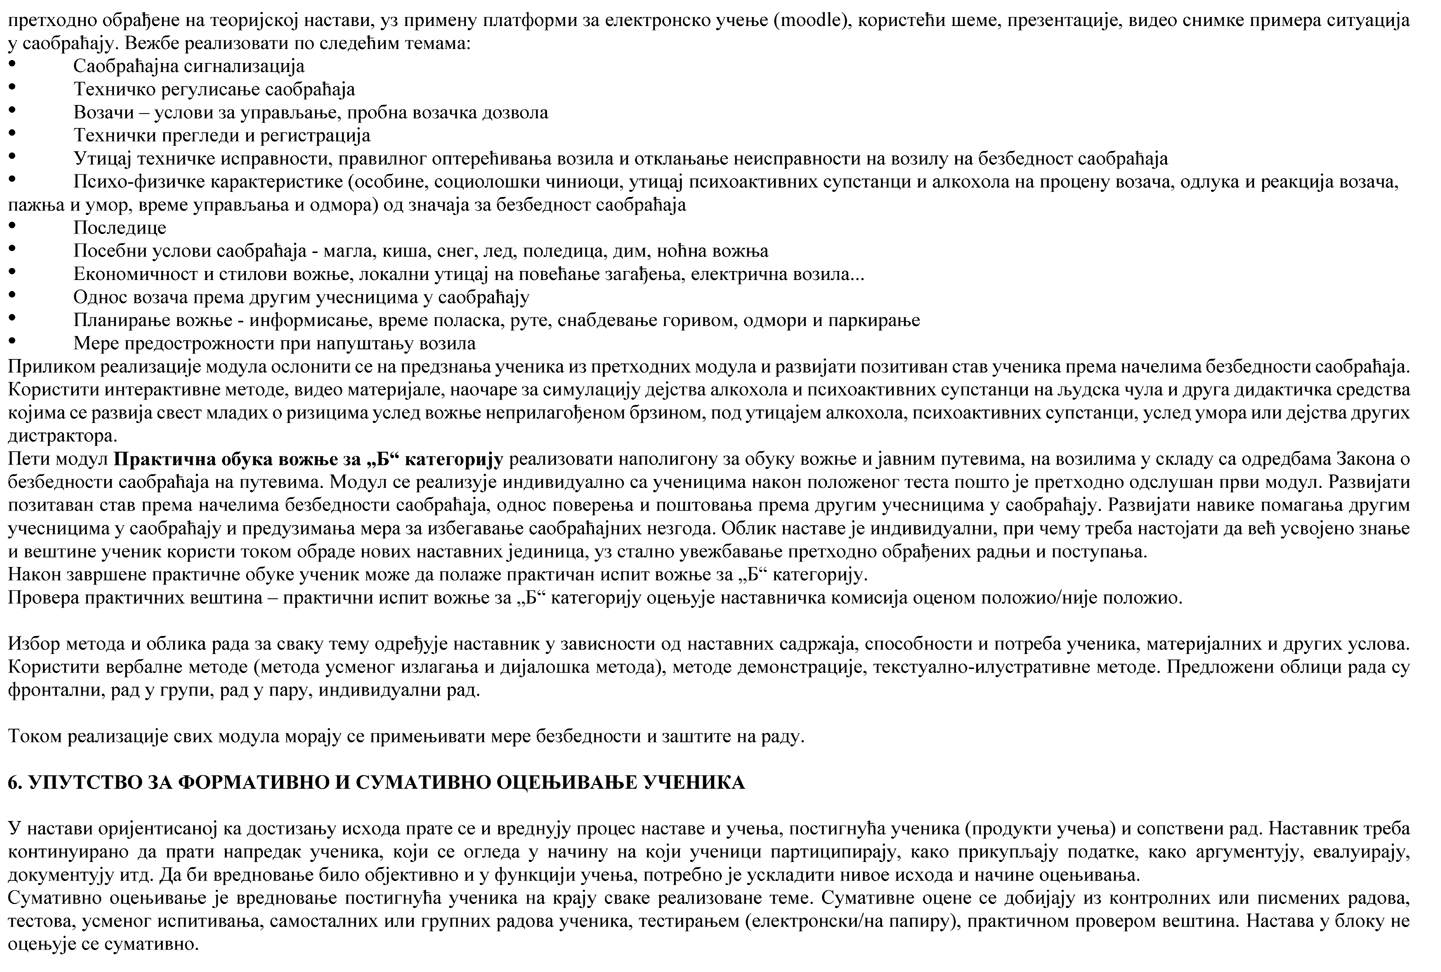 претходно обрађене на теоријској настави, уз примену платформи за електронско учење (moodle), користећи шеме, презентације, видео снимке примера ситуација
у саобраћају. Вежбе реализовати по следећим темама:
• Саобраћајна сигнализација
• Техничко регулисање саобраћаја
• Возачи – услови за управљање, пробна возачка дозвола
• Технички прегледи и регистрација
• Утицај техничке исправности, правилног оптерећивања возила и отклањање неисправности на возилу на безбедност саобраћаја
• Психо-физичке карактеристике (особине, социолошки чиниоци, утицај психоактивних супстанци и алкохола на процену возача, одлука и реакција возача,
пажња и умор, време управљања и одмора) од значаја за безбедност саобраћаја
• Последице
• Посебни услови саобраћаја - магла, киша, снег, лед, поледица, дим, ноћна вожња
• Економичност и стилови вожње, локални утицај на повећање загађења, електрична возила...
• Однос возача према другим учесницима у саобраћају
• Планирање вожње - информисање, време поласка, руте, снабдевање горивом, одмори и паркирање
• Мере предострожности при напуштању возила
Приликом реализације модула ослонити се на предзнања ученика из претходних модула и развијати позитиван став ученика према начелима безбедности саобраћаја.
Користити интерактивне методе, видео материјале, наочаре за симулацију дејства алкохола и психоактивних супстанци на људска чула и друга дидактичка средства
којима се развија свест младих о ризицима услед вожње неприлагођеном брзином, под утицајем алкохола, психоактивних супстанци, услед умора или дејства других
дистрактора.
Пети модул Практична обука вожње за „Б“ категорију реализовати наполигону за обуку вожње и јавним путевима, на возилима у складу са одредбама Закона о
безбедности саобраћаја на путевима. Модул се реализује индивидуално са ученицима након положеног теста пошто је претходно одслушан први модул. Развијати
позитаван став према начелима безбедности саобраћаја, однос поверења и поштовања према другим учесницима у саобраћају. Развијати навике помагања другим
учесницима у саобраћају и предузимања мера за избегавање саобраћајних незгода. Облик наставе је индивидуални, при чему треба настојати да већ усвојено знање
и вештине ученик користи током обраде нових наставних јединица, уз стално увежбавање претходно обрађених радњи и поступања.
Након завршене практичне обуке ученик може да полаже практичан испит вожње за „Б“ категорију.
Провера практичних вештина – практични испит вожње за „Б“ категорију оцењује наставничка комисија оценом положио/није положио.
Избор метода и облика рада за сваку тему одређује наставник у зависности од наставних садржаја, способности и потреба ученика, материјалних и других услова.
Користити вербалне методе (метода усменог излагања и дијалошка метода), методе демонстрације, текстуално-илустративне методе. Предложени облици рада су
фронтални, рад у групи, рад у пару, индивидуални рад.
Током реализације свих модула морају се примењивати мере безбедности и заштите на раду.
6. УПУТСТВО ЗА ФОРМАТИВНО И СУМАТИВНО ОЦЕЊИВАЊЕ УЧЕНИКА
У настави оријентисаној ка достизању исхода прате се и вреднују процес наставе и учења, постигнућа ученика (продукти учења) и сопствени рад. Наставник треба
континуирано да прати напредак ученика, који се огледа у начину на који ученици партиципирају, како прикупљају податке, како аргументују, евалуирају,
документују итд. Да би вредновање било објективно и у функцији учења, потребно је ускладити нивое исхода и начине оцењивања.
Сумативно оцењивање је вредновање постигнућа ученика на крају сваке реализоване теме. Сумативне оцене се добијају из контролних или писмених радова,
тестова, усменог испитивања, самосталних или групних радова ученика, тестирањем (електронски/на папиру), практичном провером вештина. Настава у блоку не
оцењује се сумативно.